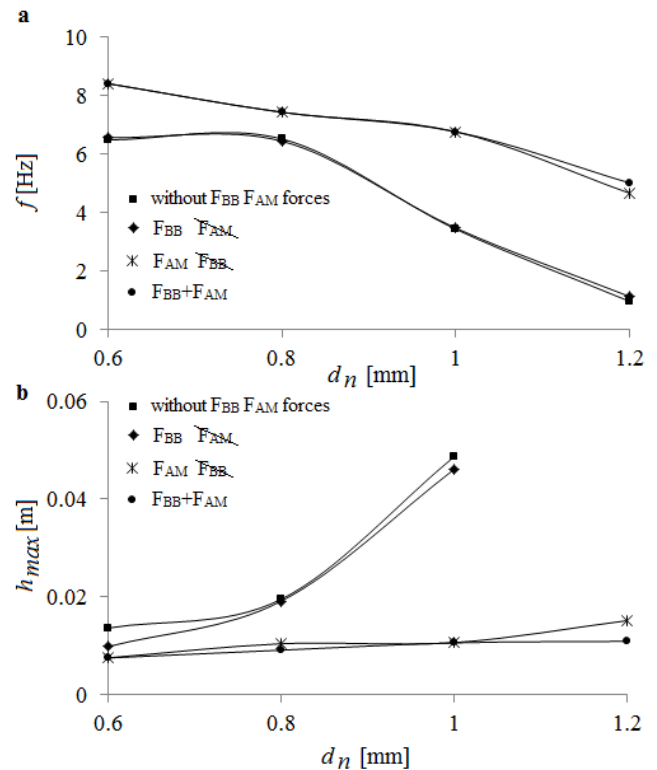 a
10
8
6
4
2
0
f [Hz]
without FBB FAM forces
FBB FAM
FAM FBB
FBB+FAM
0.6 0.8 1 1.2
dn [mm]
b
0.06
0.04
0.02
0
hmax [m]
without FBB FAM forces
FBB FAM
FAM FBB
FBB+FAM
0.6 0.8 1 1.2
dn [mm]